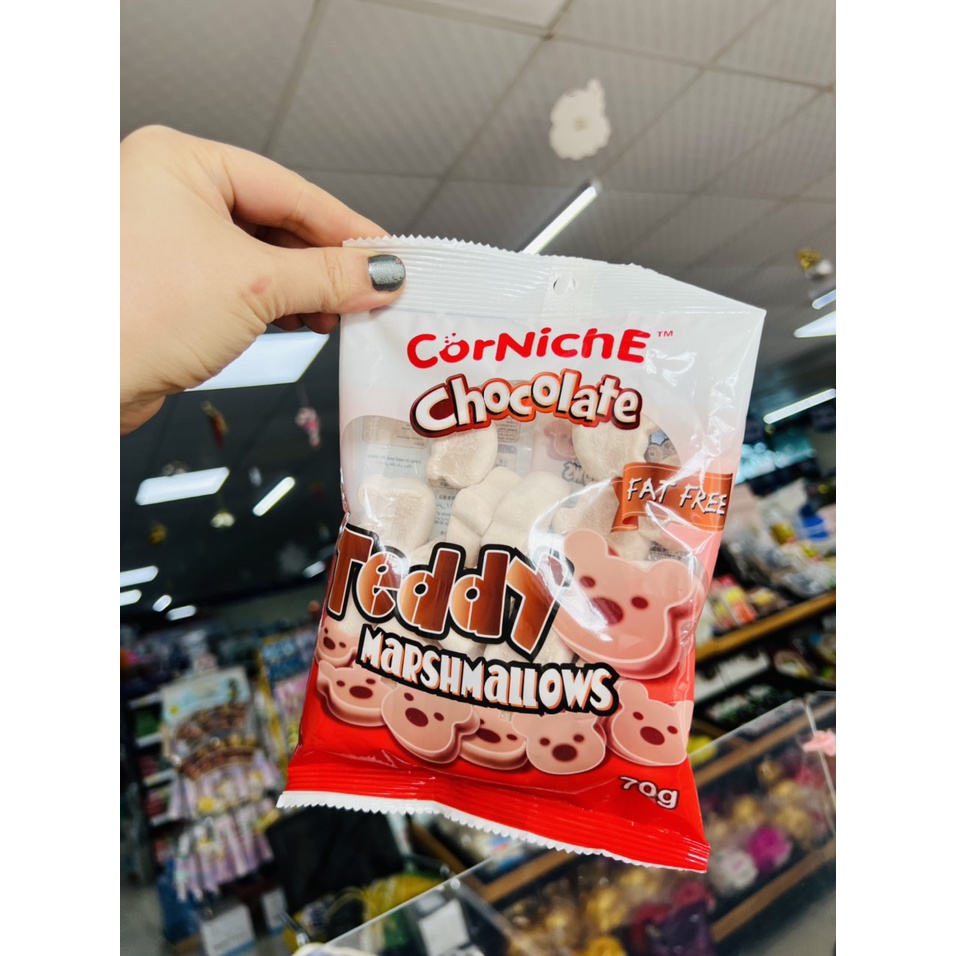 CorNichE™
Chocolate
FAT FREE
Teddy
MARSHMALLOWS
70g